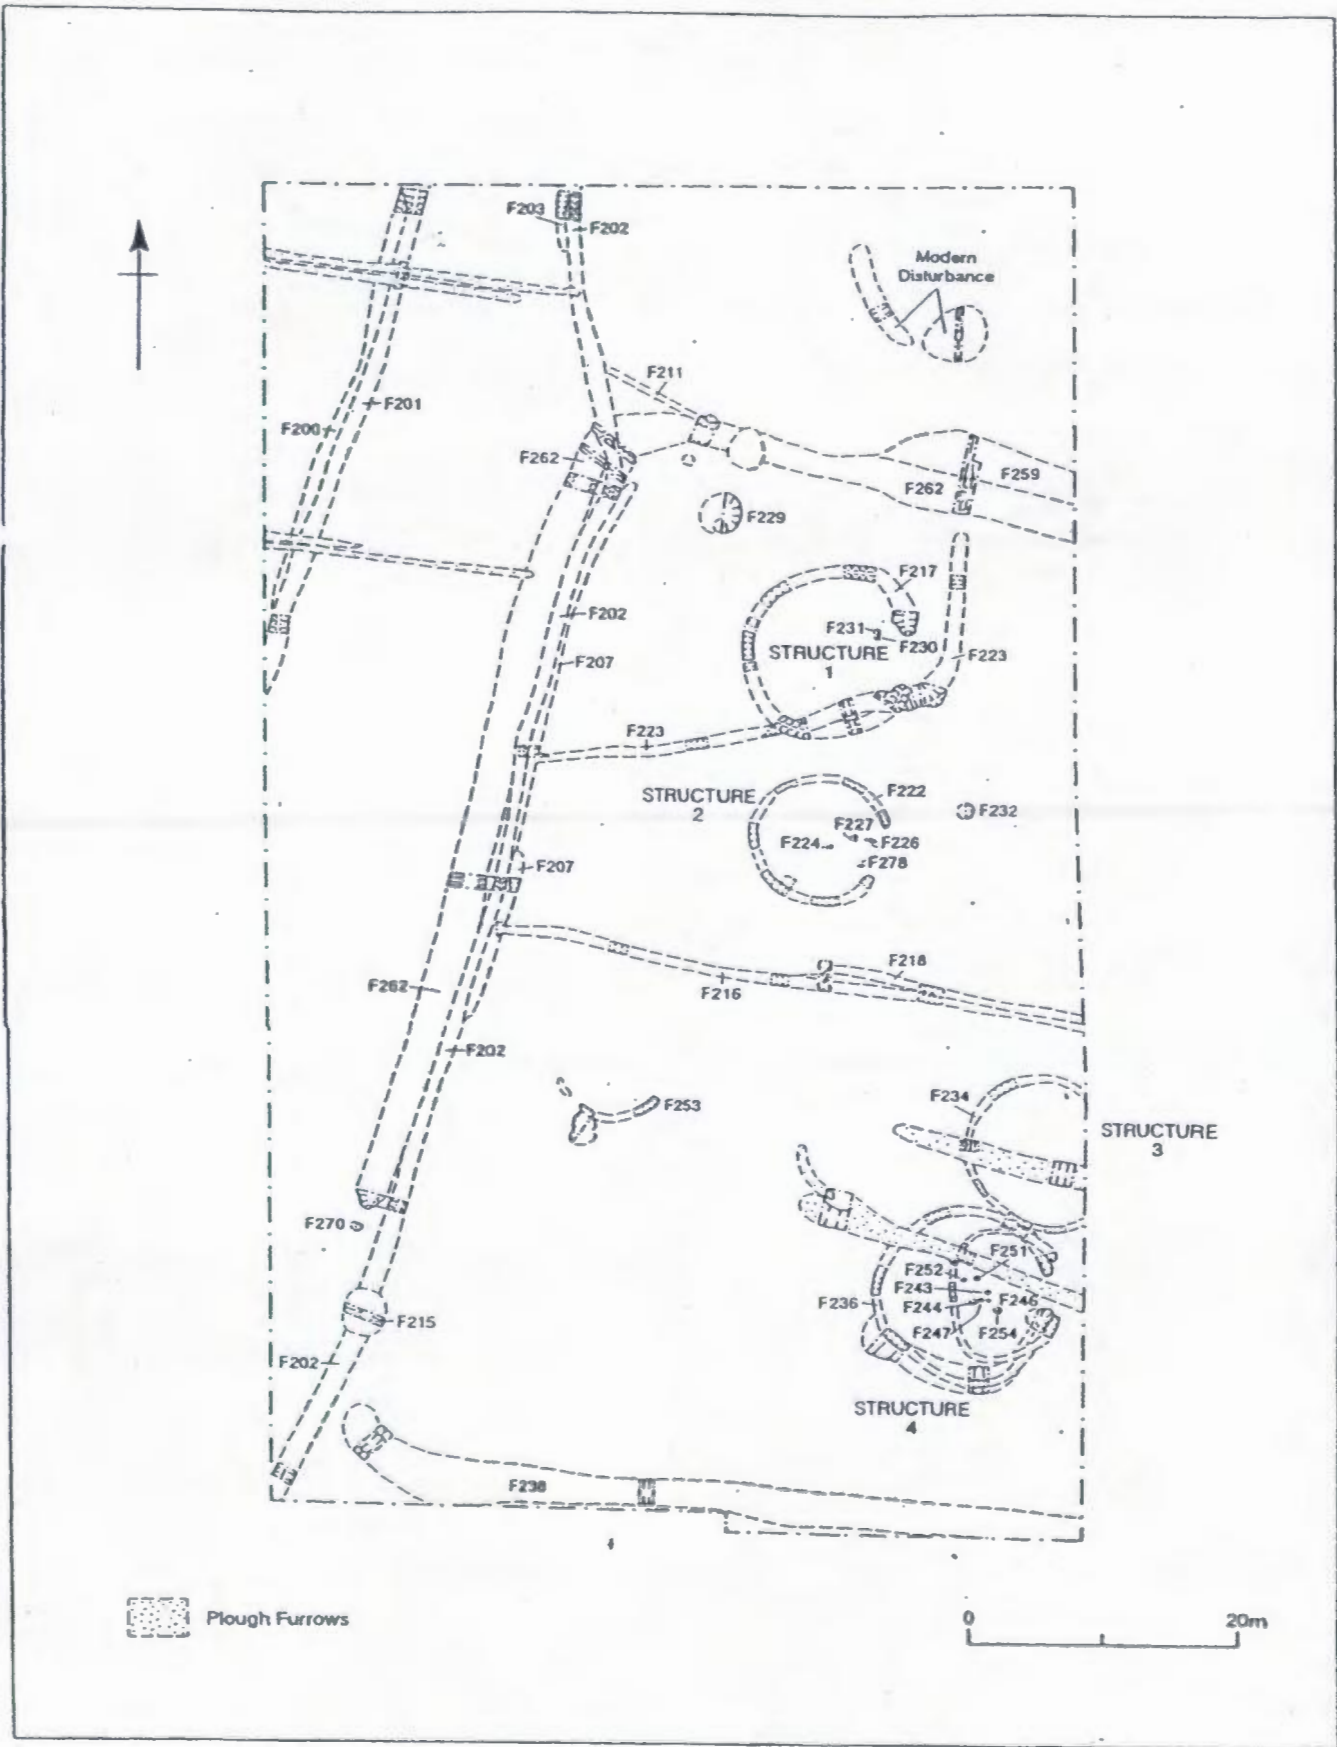 F203
F202
Modern
Disturbance
F211
F201
F200
F262
F259
F262
F229
F217
F231
F230
STRUCTURE
1
F223
F202
F207
F223
STRUCTURE
2
F222
F232
F227
F224
F226
F278
F207
F218
F216
F262
F202
F253
F234
STRUCTURE
3
F270
F251
F252
F243
F246
F244
F236
F247
F254
F215
F202
STRUCTURE
4
F238
Plough Furrows
0
20m